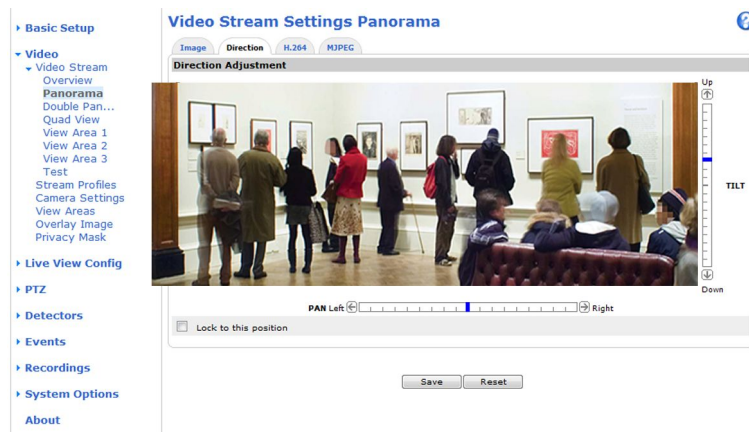 Basic Setup
Video
Video Stream
Overview
Panorama
Double Pan...
Quad View
View Area 1
View Area 2
View Area 3
Test
Stream Profiles
Camera Settings
View Areas
Overlay Image
Privacy Mask
Live View Config
PTZ
Detectors
Events
Recordings
System Options
About
Video Stream Settings Panorama
Image Direction H.264 MJPEG
Direction Adjustment
Up
TILT
Down
PAN Left Right
Lock to this position
Save Reset